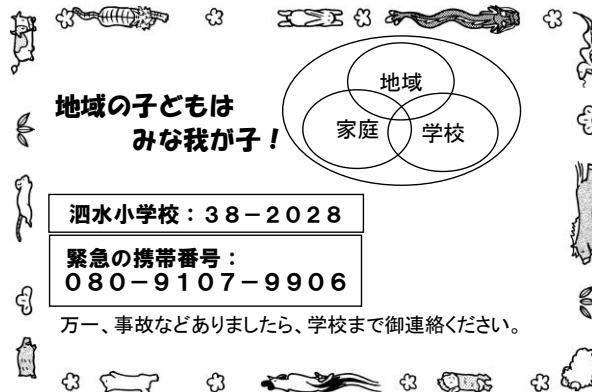 地域の子どもは
みな我が子！
地域
家庭
学校
泗水小学校：３８－２０２８
緊急の携帯番号：
０８０－９１０７－９９０６
万一、事故などありましたら、学校まで御連絡ください。